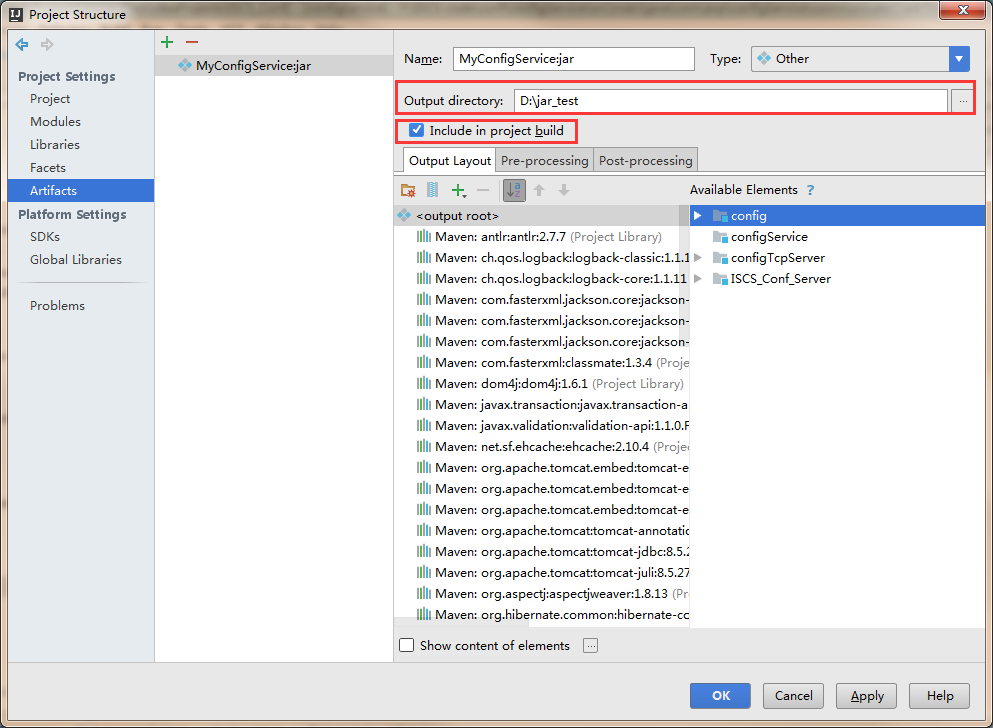 Project Structure
Project Settings
Project
Modules
Libraries
Facets
Artifacts
Platform Settings
SDKs
Global Libraries
Problems
MyConfigService:jar
Name: MyConfigService:jar Type: Other
Output directory: D:\jar_test ...
Include in project build
Output Layout Pre-processing Post-processing
Available Elements ?
<output root>
Maven: antlr:antlr:2.7.7 (Project Library)
Maven: ch.qos.logback:logback-classic:1.1.1
Maven: ch.qos.logback:logback-core:1.1.11
Maven: com.fasterxml.jackson.core:jackson-
Maven: com.fasterxml.jackson.core:jackson-
Maven: com.fasterxml.jackson.core:jackson-
Maven: com.fasterxml:classmate:1.3.4 (Proje
Maven: dom4j:dom4j:1.6.1 (Project Library)
Maven: javax.transaction:javax.transaction-a
Maven: javax.validation:validation-api:1.1.0.F
Maven: net.sf.ehcache:ehcache:2.10.4 (Projec
Maven: org.apache.tomcat.embed:tomcat-e
Maven: org.apache.tomcat.embed:tomcat-e
Maven: org.apache.tomcat.embed:tomcat-e
Maven: org.apache.tomcat:tomcat-annotatic
Maven: org.apache.tomcat:tomcat-jdbc:8.5.2
Maven: org.apache.tomcat:tomcat-juli:8.5.27
Maven: org.aspectj:aspectjweaver:1.8.13 (Pr
Maven: org.hibernate.common:hibernate-co
config
configService
configTcpServer
ISCS_Conf_Server
Show content of elements ...
OK Cancel Apply Help